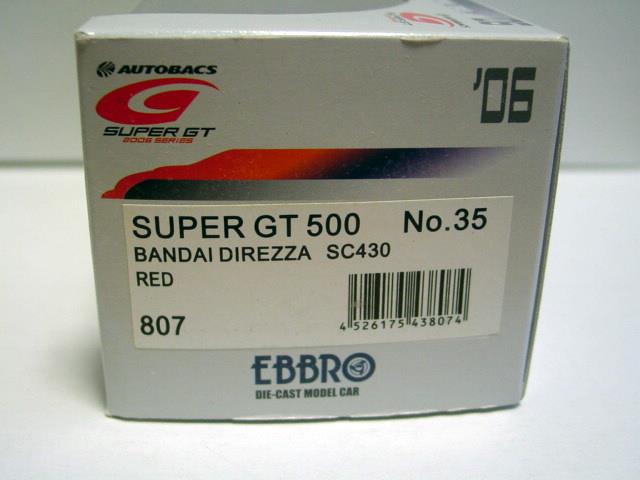 AUTOBACS
'06
SUPER GT
2006 SERIES
SUPER GT 500 No.35
BANDAI DIREZZA SC430
RED
807
4 526175 438074
EBBRO
DIE-CAST MODEL CAR